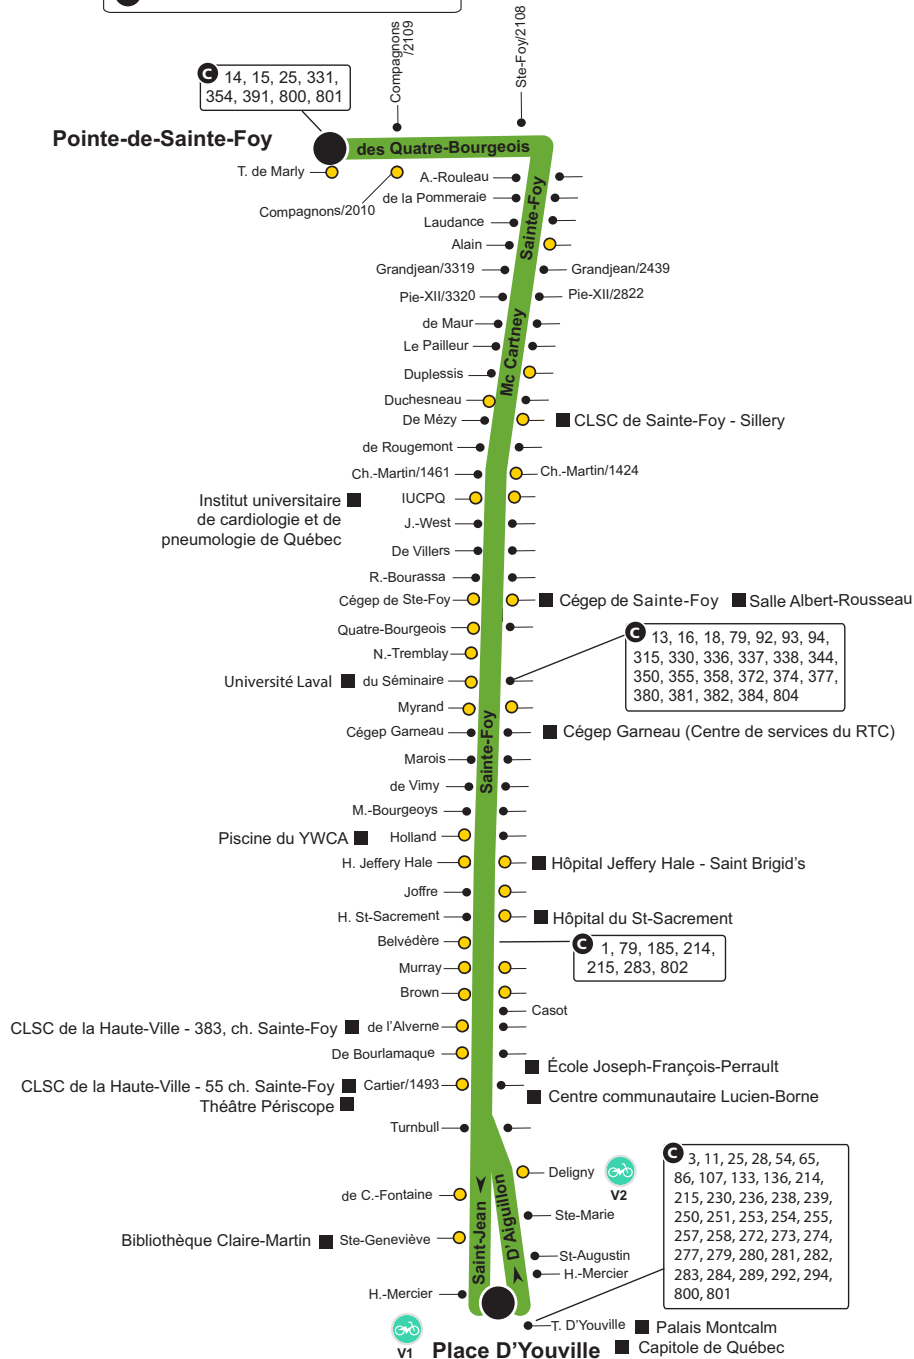 Compagnons
/2109
Ste-Foy/2108
C 14, 15, 25, 331,
354, 391, 800, 801
Pointe-de-Sainte-Foy
des Quatre-Bourgeois
T. de Marly
Compagnons/2010
A.-Rouleau
de la Pommeraie
Laudance
Alain
Sainte-Foy
Grandjean/3319
Grandjean/2439
Pie-XII/3320
Pie-XII/2822
de Maur
Le Pailleur
Mc Cartney
Duplessis
Duchesneau
De Mézy
CLSC de Sainte-Foy - Sillery
de Rougemont
Ch.-Martin/1461
Ch.-Martin/1424
Institut universitaire
de cardiologie et de
pneumologie de Québec
IUCPQ
J.-West
De Villers
R.-Bourassa
Cégep de Ste-Foy
Cégep de Sainte-Foy
Salle Albert-Rousseau
Quatre-Bourgeois
C 13, 16, 18, 79, 92, 93, 94,
315, 330, 336, 337, 338, 344,
350, 355, 358, 372, 374, 377,
380, 381, 382, 384, 804
N.-Tremblay
Université Laval
du Séminaire
Myrand
Cégep Garneau
Cégep Garneau (Centre de services du RTC)
Sainte-Foy
Marois
de Vimy
M.-Bourgeoys
Piscine du YWCA
Holland
H. Jeffery Hale
Hôpital Jeffery Hale - Saint Brigid's
Joffre
H. St-Sacrement
Hôpital du St-Sacrement
Belvédère
C 1, 79, 185, 214,
215, 283, 802
Murray
Brown
Casot
CLSC de la Haute-Ville - 383, ch. Sainte-Foy
de l'Alverne
De Bourlamaque
École Joseph-François-Perrault
CLSC de la Haute-Ville - 55 ch. Sainte-Foy
Cartier/1493
Théâtre Périscope
Centre communautaire Lucien-Borne
Turnbull
Deligny
V2
C 3, 11, 25, 28, 54, 65,
86, 107, 133, 136, 214,
215, 230, 236, 238, 239,
250, 251, 253, 254, 255,
257, 258, 272, 273, 274,
277, 279, 280, 281, 282,
283, 284, 289, 292, 294,
800, 801
de C.-Fontaine
Saint-Jean
D'Aiguillon
Ste-Marie
Bibliothèque Claire-Martin
Ste-Geneviève
St-Augustin
H.-Mercier
H.-Mercier
T. D'Youville
Palais Montcalm
Capitole de Québec
V1
Place D'Youville